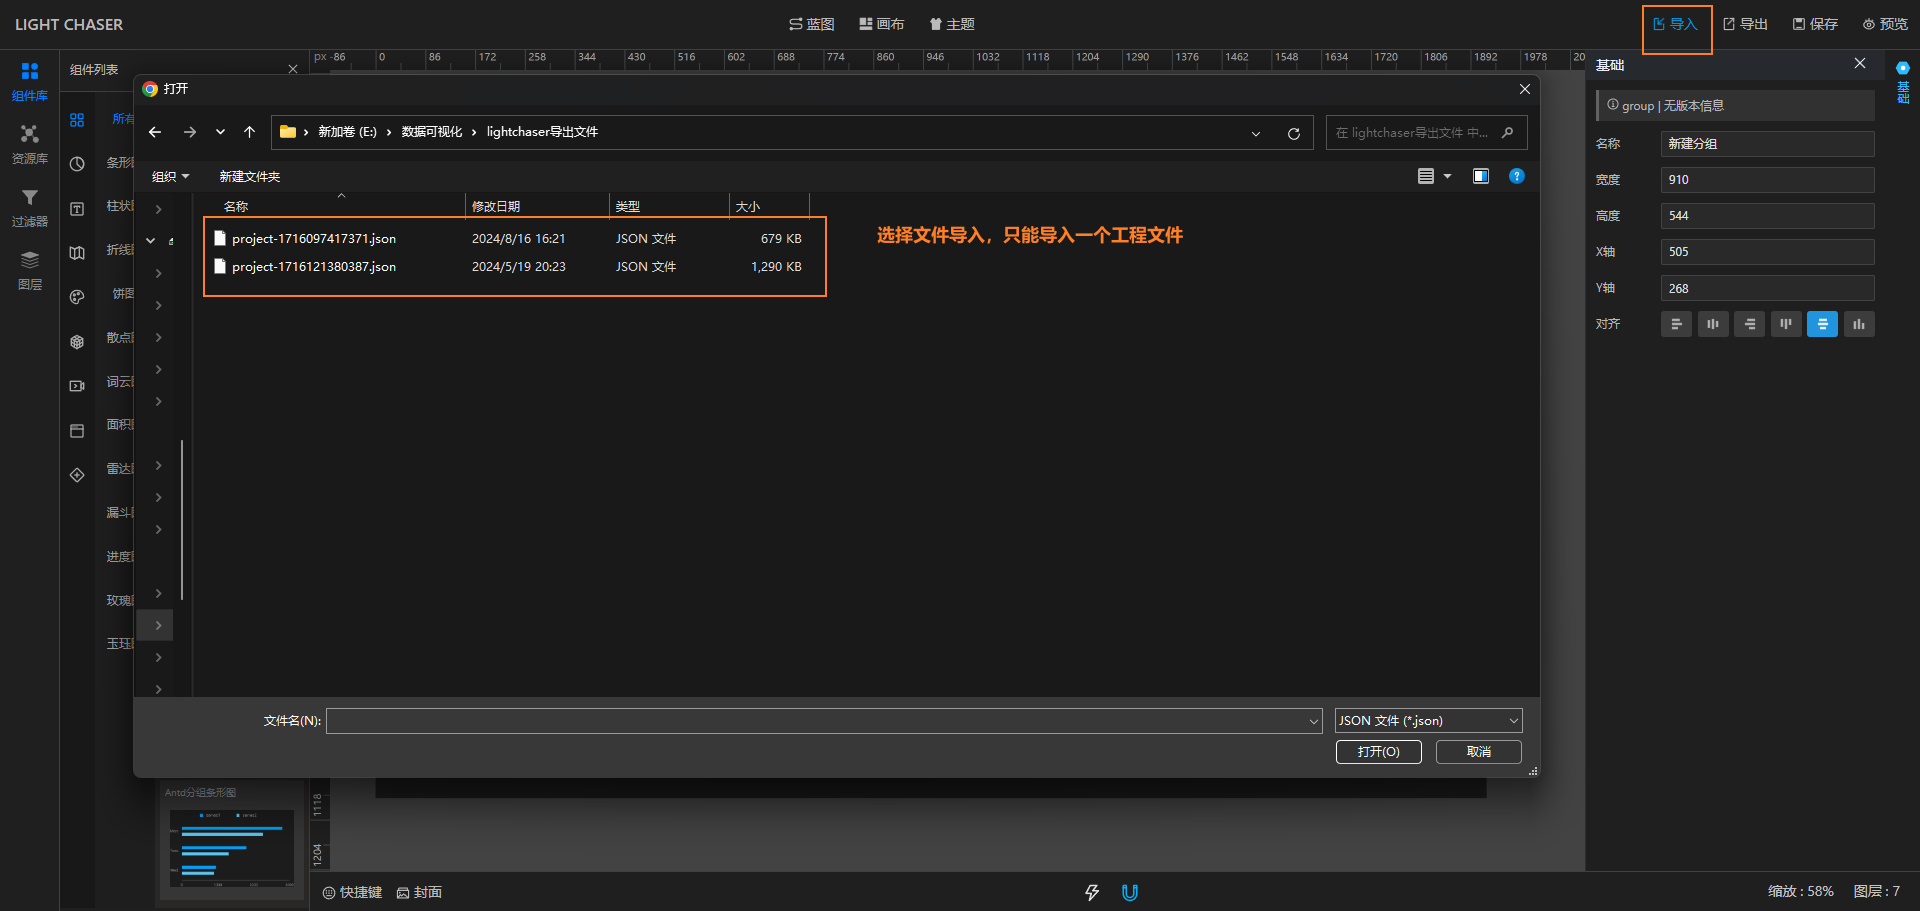 LIGHT CHASER
蓝图
画布
主题
导入
导出
保存
预览
组件库
资源库
过滤器
图层
组件列表
px -86 0 86 172 258 344 430 516 602 688 774 860 946 1032 1118 1204 1290 1376 1462 1548 1634 1720 1806 1892 1978 20
所有
条形
柱状
折线
饼图
散点
词云
面积
雷达
漏斗
进度
玫瑰
玉珏
打开
新加卷 (E:) › 数据可视化 › lightchaser导出文件
在 lightchaser导出文件 中...
组织
新建文件夹
名称 修改日期 类型 大小
project-1716097417371.json 2024/8/16 16:21 JSON 文件 679 KB
project-1716121380387.json 2024/5/19 20:23 JSON 文件 1,290 KB
选择文件导入，只能导入一个工程文件
文件名(N):
JSON 文件 (*.json)
打开(O)
取消
基础
基础
group | 无版本信息
名称 新建分组
宽度 910
高度 544
X轴 505
Y轴 268
对齐
Antd分组条形图
series1 series2
1118
1204
快捷键
封面
缩放 : 58%
图层 : 7